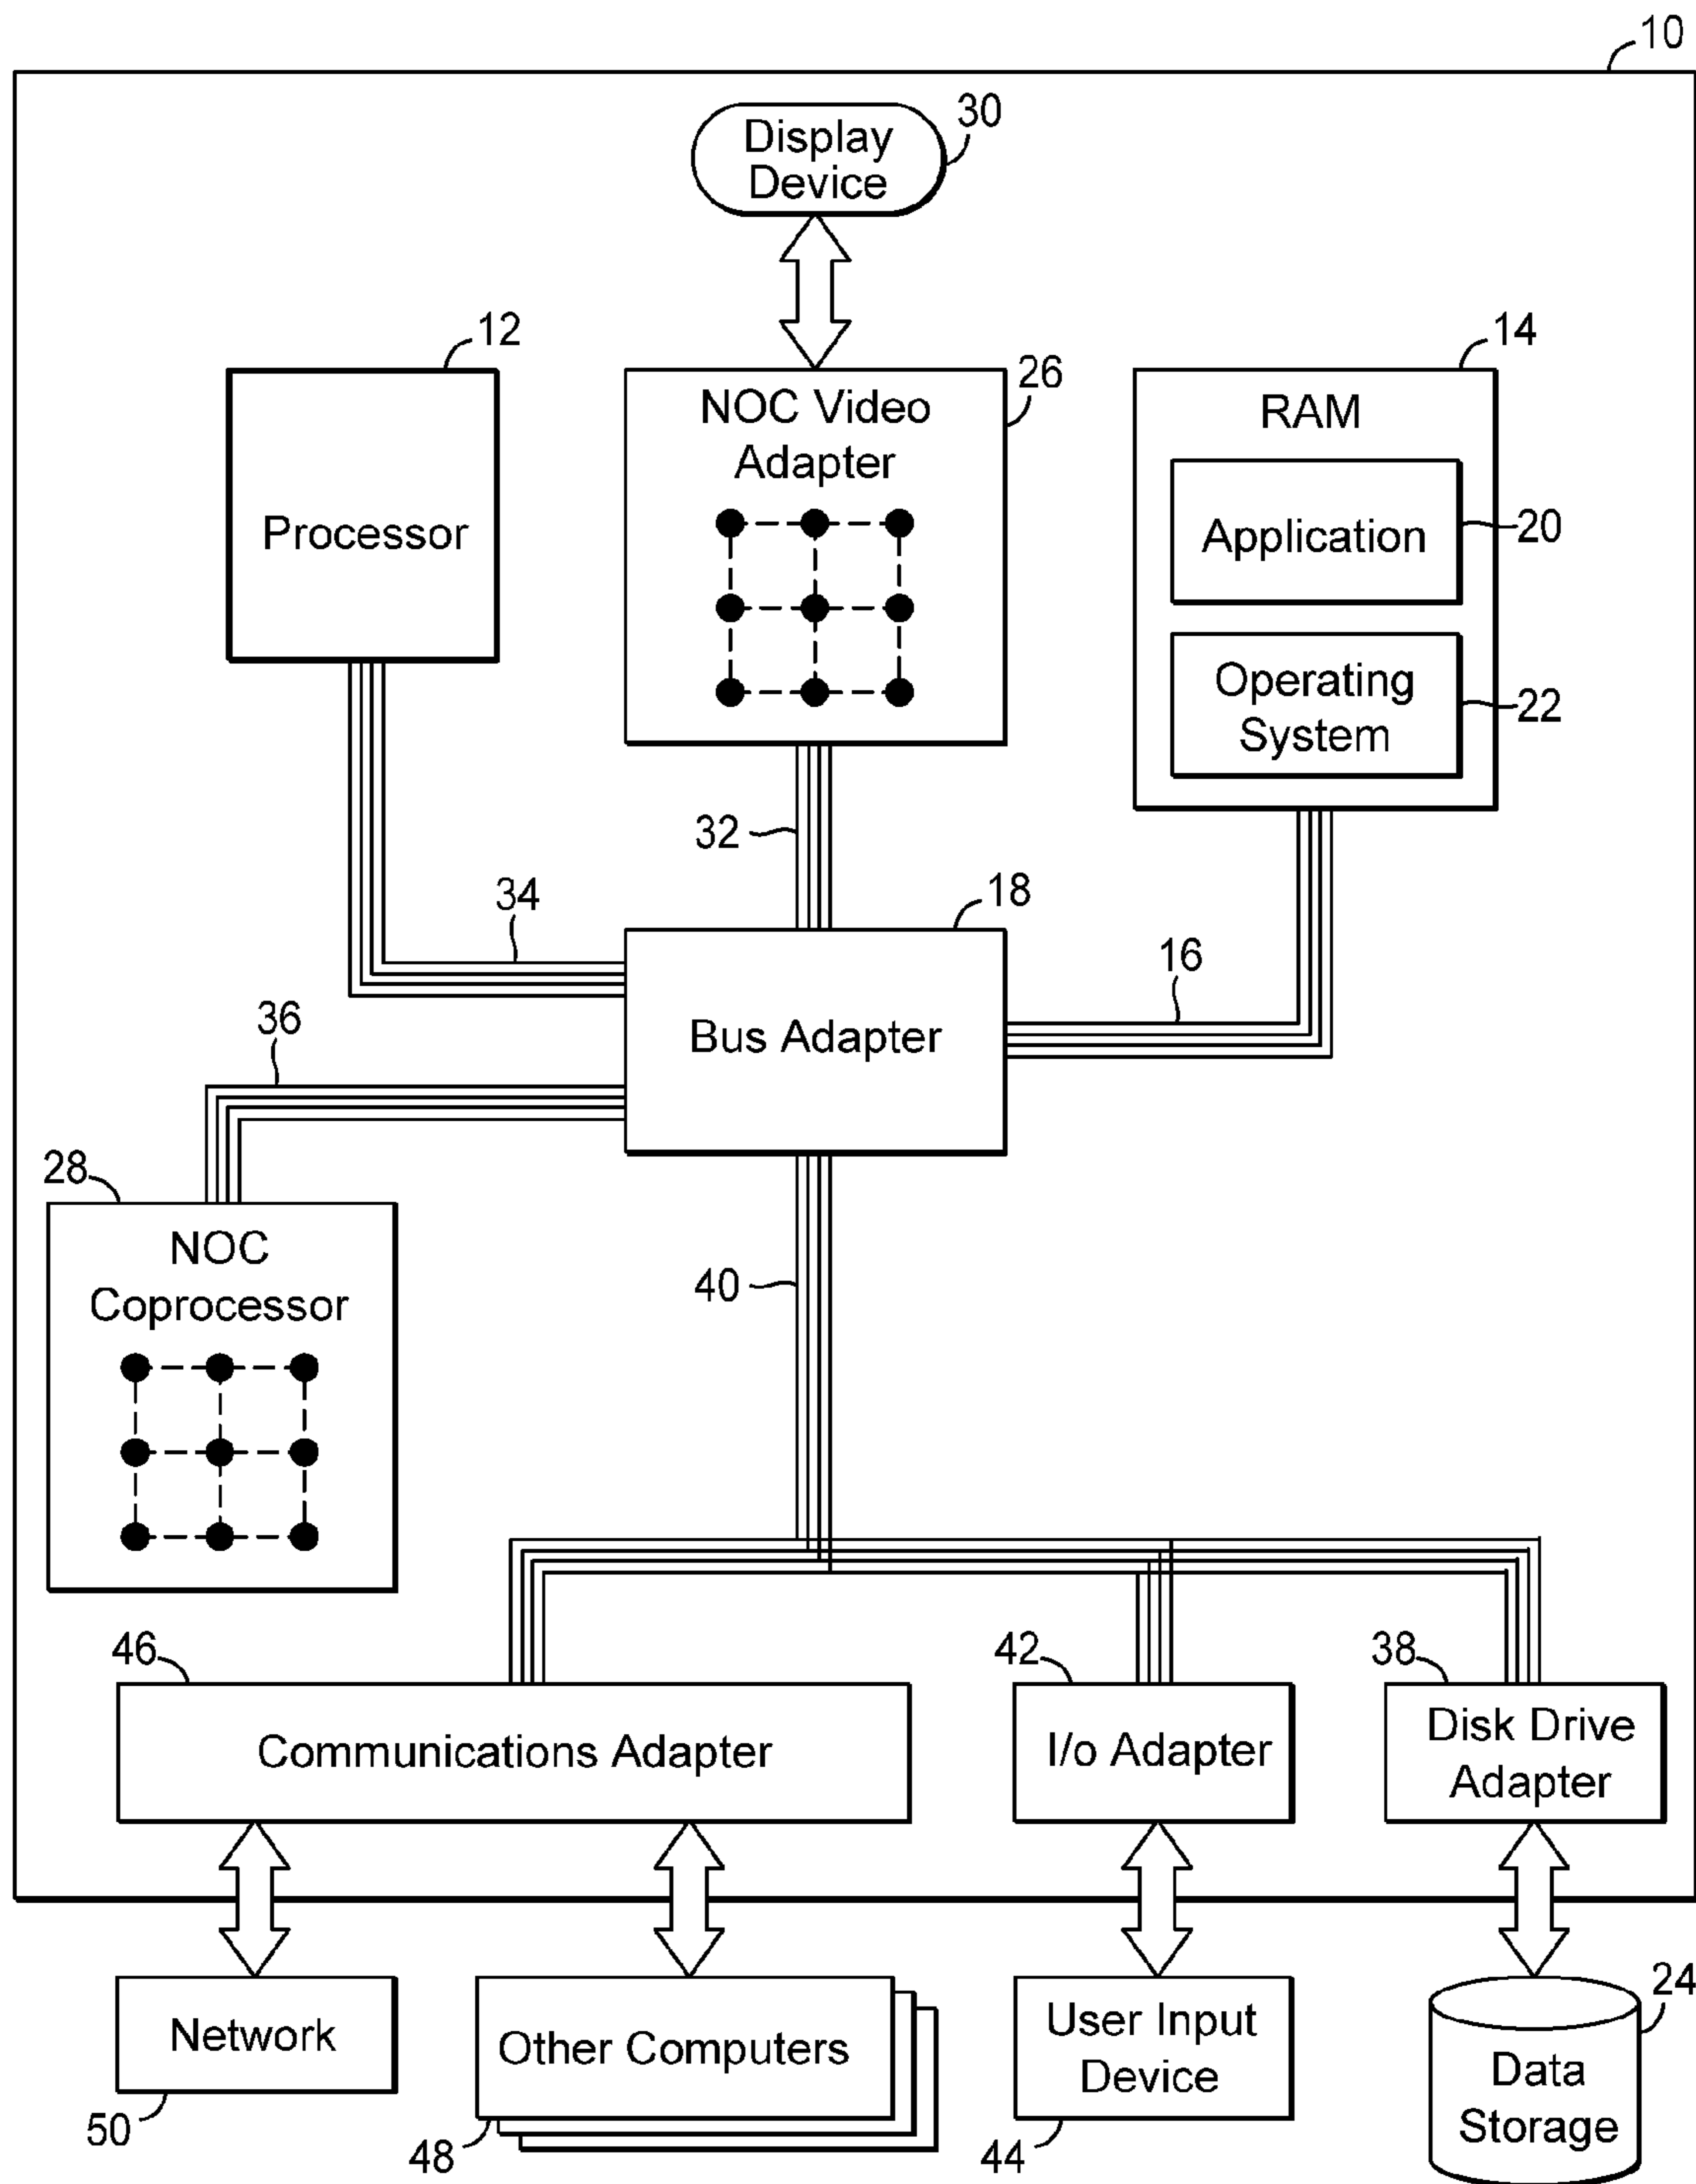 10
Display
Device
30
12
Processor
NOC Video
Adapter
26
14
RAM
Application
20
Operating
System
22
32
34
18
Bus Adapter
16
36
28
NOC
Coprocessor
40
46
Communications Adapter
42
I/o Adapter
38
Disk Drive
Adapter
Network
50
Other Computers
48
User Input
Device
44
24
Data
Storage